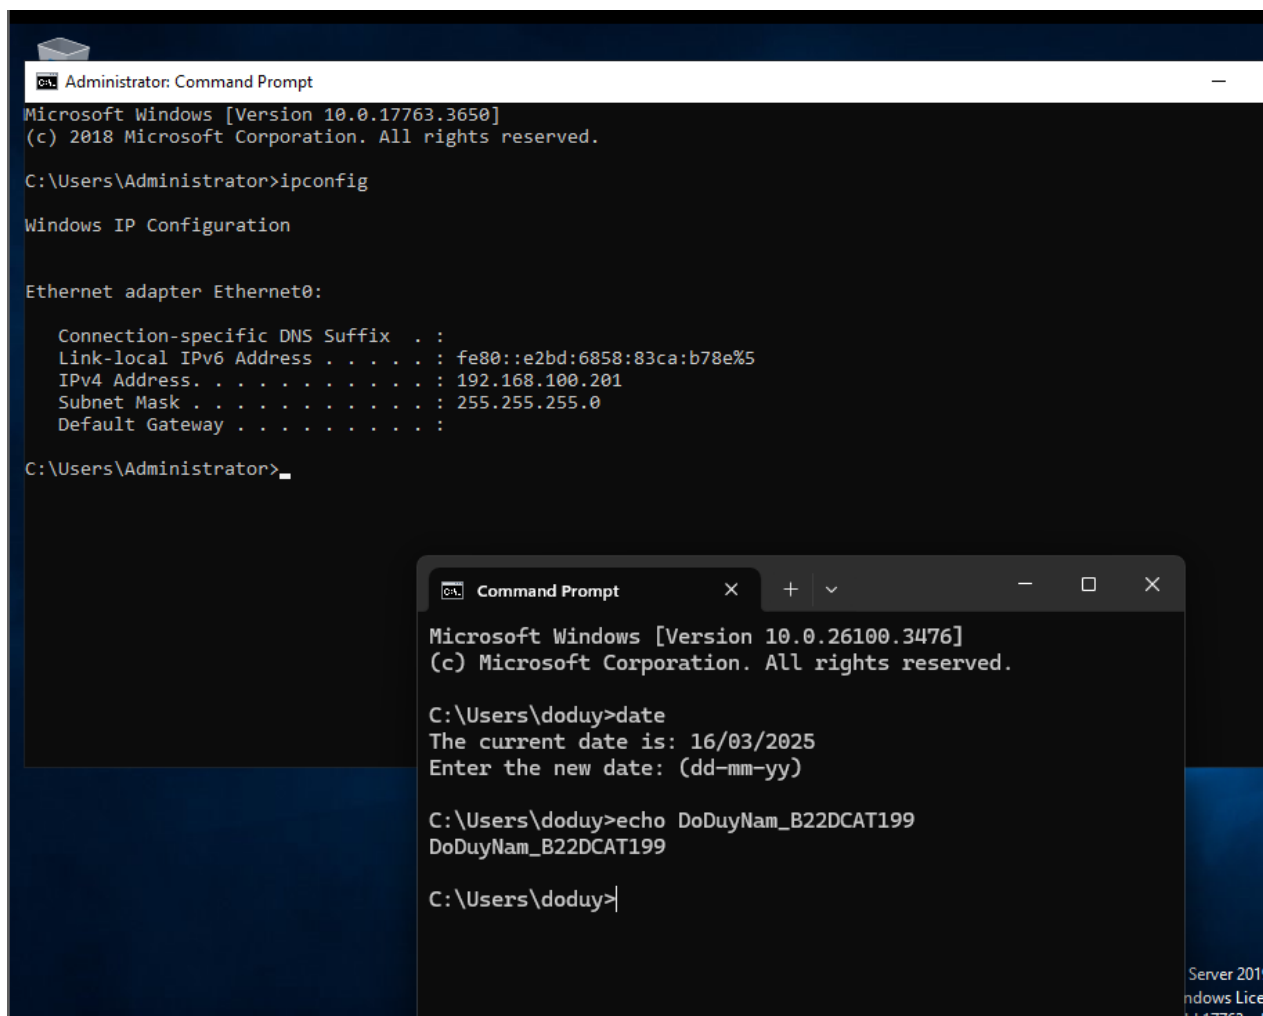 Administrator: Command Prompt
Microsoft Windows [Version 10.0.17763.3650]
(c) 2018 Microsoft Corporation. All rights reserved.
C:\Users\Administrator>ipconfig
Windows IP Configuration
Ethernet adapter Ethernet0:
Connection-specific DNS Suffix . :
Link-local IPv6 Address . . . . . : fe80::e2bd:6858:83ca:b78e%5
IPv4 Address. . . . . . . . . . . : 192.168.100.201
Subnet Mask . . . . . . . . . . . : 255.255.255.0
Default Gateway . . . . . . . . . :
C:\Users\Administrator>
Command Prompt
Microsoft Windows [Version 10.0.26100.3476]
(c) Microsoft Corporation. All rights reserved.
C:\Users\doduy>date
The current date is: 16/03/2025
Enter the new date: (dd-mm-yy)
C:\Users\doduy>echo DoDuyNam_B22DCAT199
DoDuyNam_B22DCAT199
C:\Users\doduy>
Server 201
ndows Lice